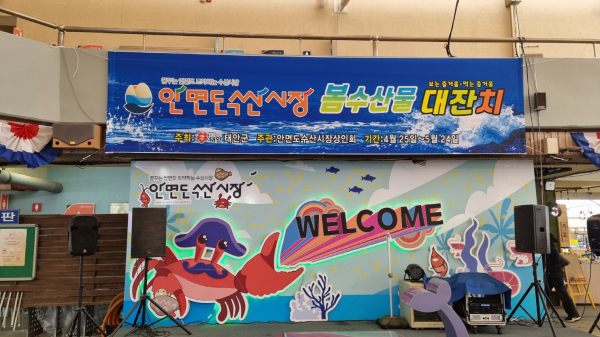 보는 즐거움·먹는 즐거움
안면도수산시장 봄수산물 대잔치
주최: 태안군 주관:안면도수산시장상인회 기간:4월 25일~5월 24일
안면도수산시장
WELCOME
판